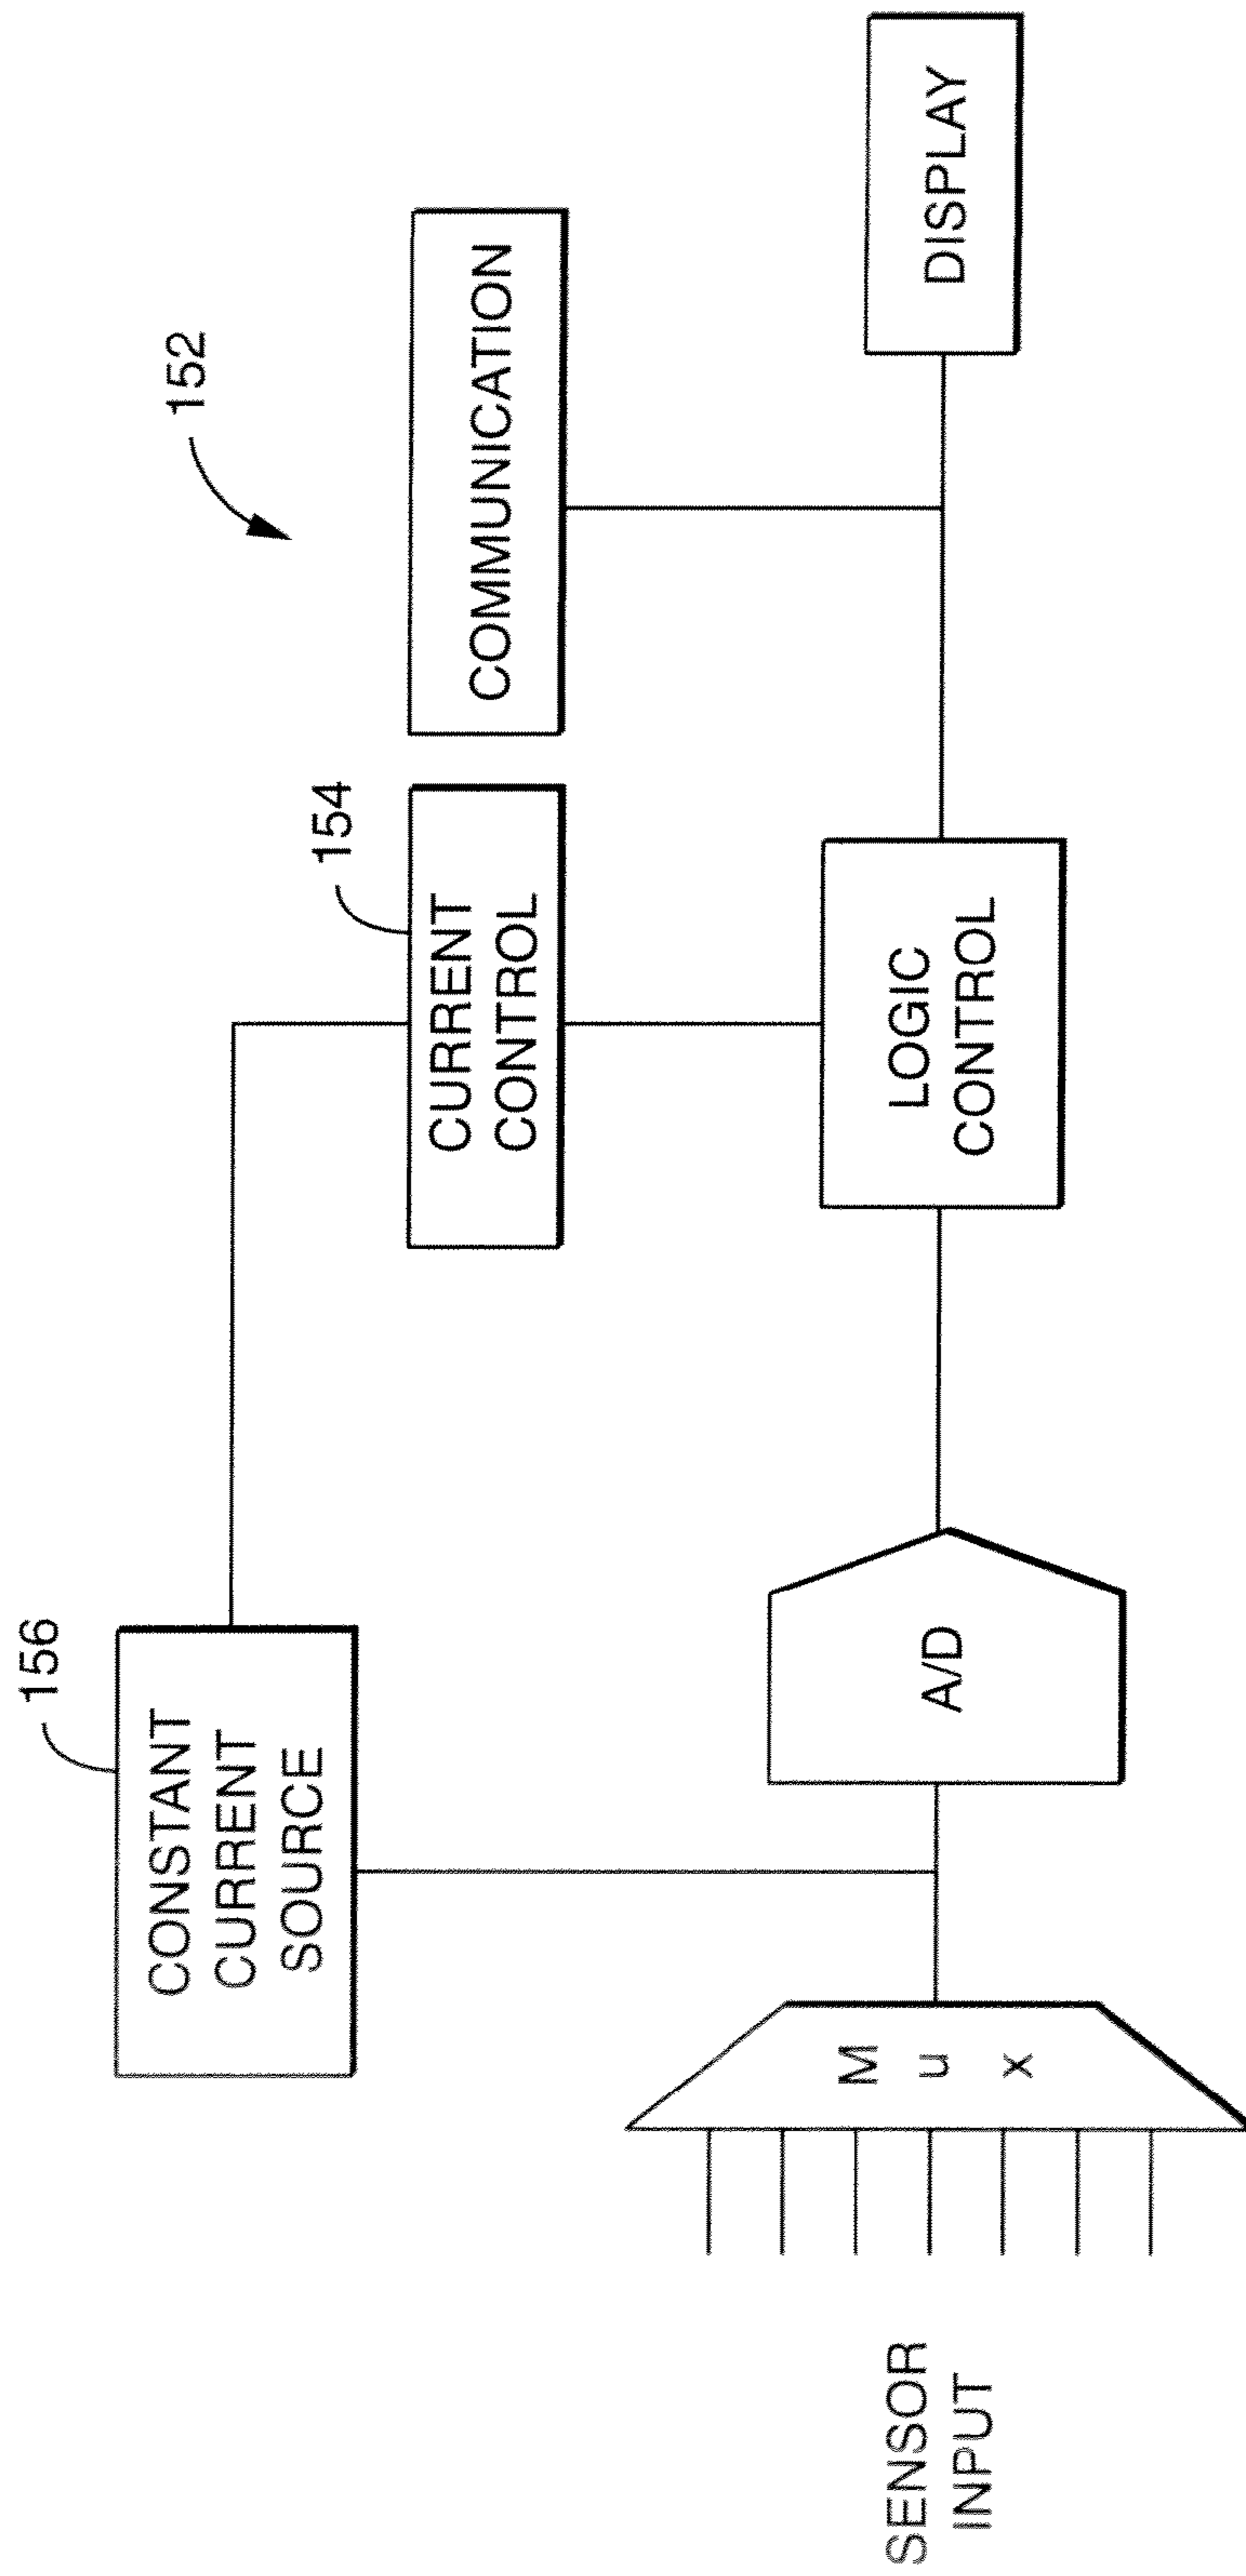 152
156
CONSTANT
CURRENT
SOURCE
154
CURRENT
CONTROL
COMMUNICATION
SENSOR
INPUT
M
u
x
A/D
LOGIC
CONTROL
DISPLAY